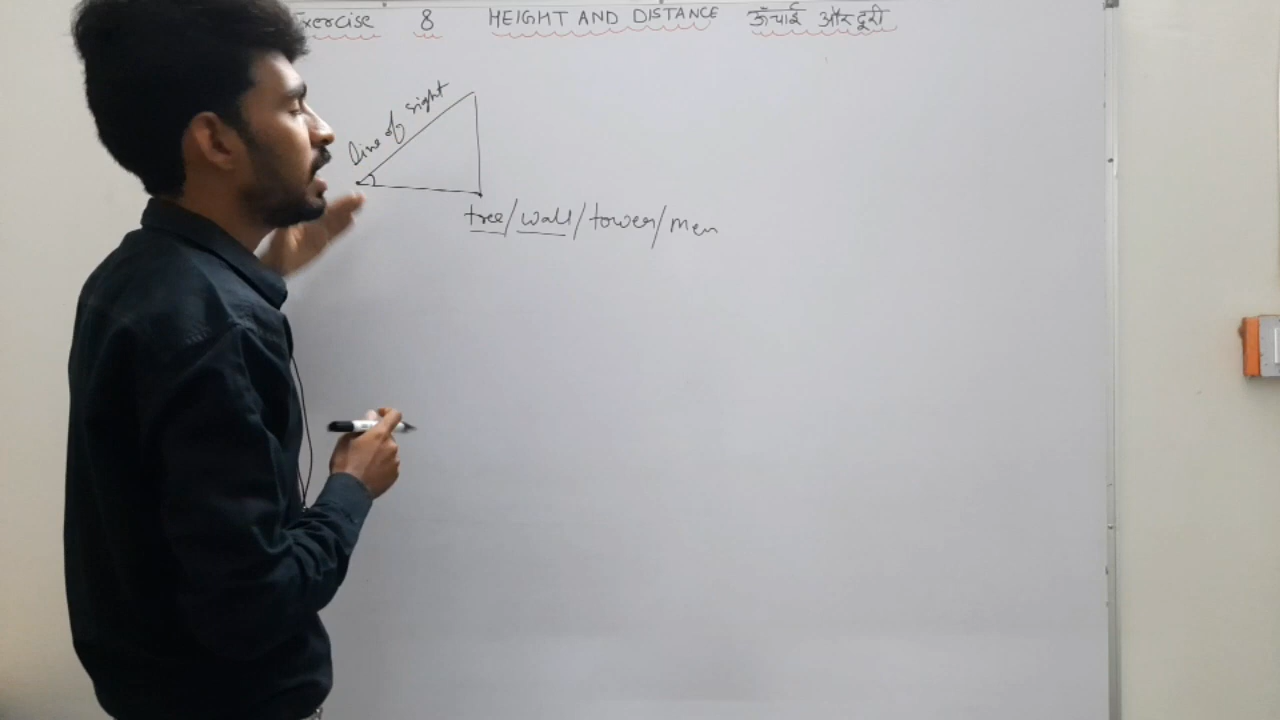 Exercise 8 HEIGHT AND DISTANCE ऊँचाई और दूरी
line of sight
tree/wall/tower/men